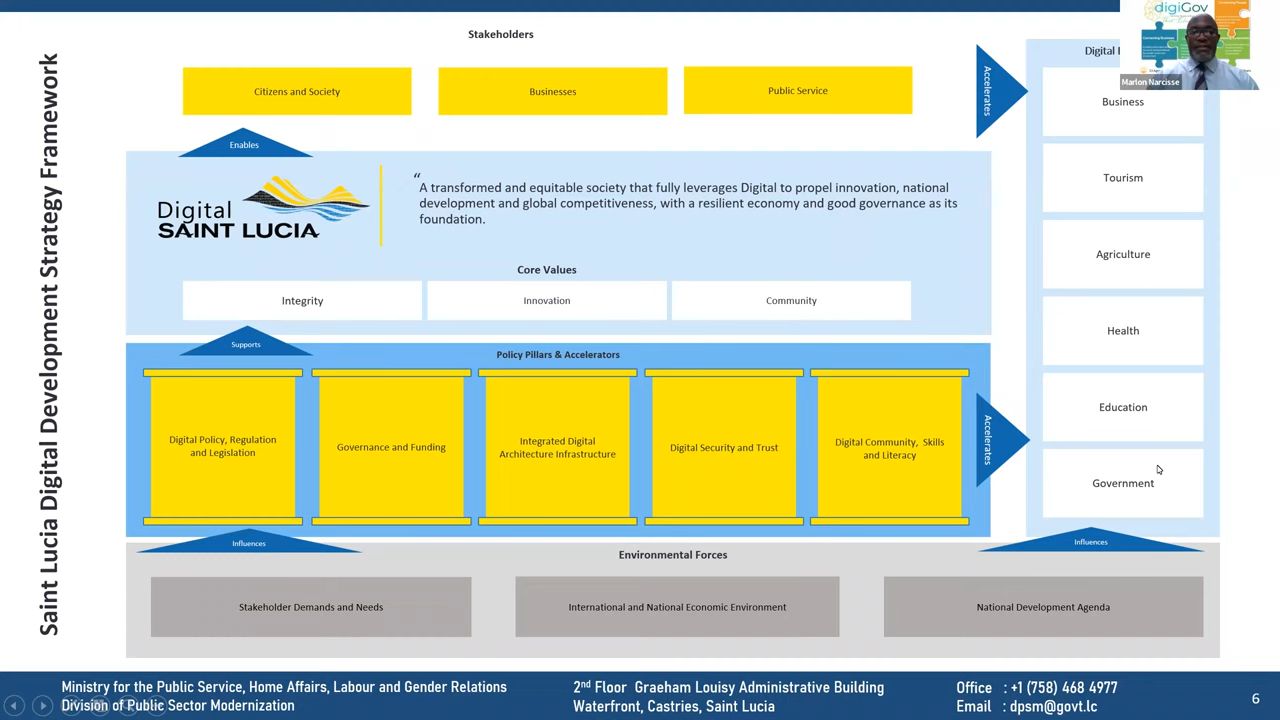 Saint Lucia Digital Development Strategy Framework
Stakeholders
Citizens and Society
Businesses
Public Service
Enables
Accelerates
Digital
SAINT LUCIA
“
A transformed and equitable society that fully leverages Digital to propel innovation, national
development and global competitiveness, with a resilient economy and good governance as its
foundation.
Core Values
Integrity
Innovation
Community
Supports
Policy Pillars & Accelerators
Digital Policy, Regulation
and Legislation
Governance and Funding
Integrated Digital
Architecture Infrastructure
Digital Security and Trust
Digital Community, Skills
and Literacy
Accelerates
Influences
Digital
digiGov
Marlon Narcisse
Business
Tourism
Agriculture
Health
Education
Government
Influences
Environmental Forces
Stakeholder Demands and Needs
International and National Economic Environment
National Development Agenda
Ministry for the Public Service, Home Affairs, Labour and Gender Relations
Division of Public Sector Modernization
2nd Floor Graeham Louisy Administrative Building
Waterfront, Castries, Saint Lucia
Office : +1 (758) 468 4977
Email : dpsm@govt.lc
6